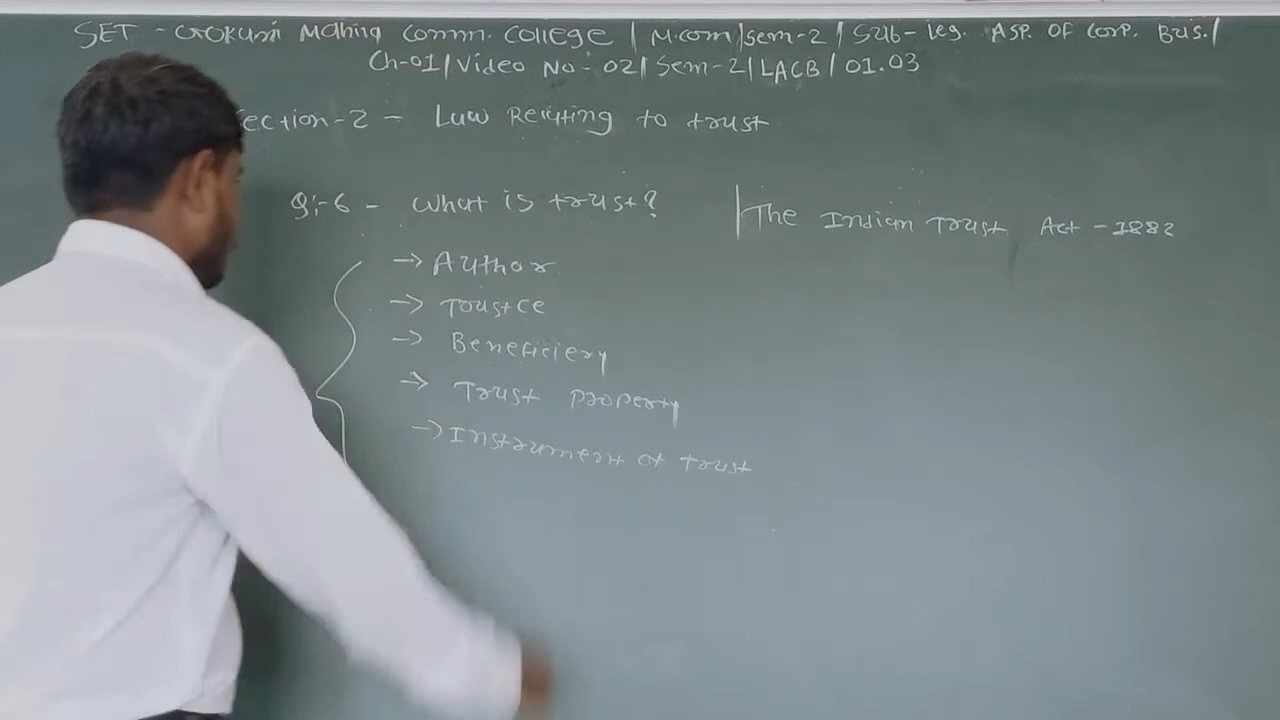 SET - Gokuni Mahila Comm. College | M.com | Sem-2 | Sub - Leg. Asp. Of Corp. Bus. |
Ch-01 | Video No:- 02 | Sem-2 | LACB | 01.03
ection-2 - Law Relating to trust
Q:-6 - What is trust?
The Indian Trust Act - 1882
→ Author
→ Trustee
→ Beneficiery
→ Trust Property
→ Instrument of trust